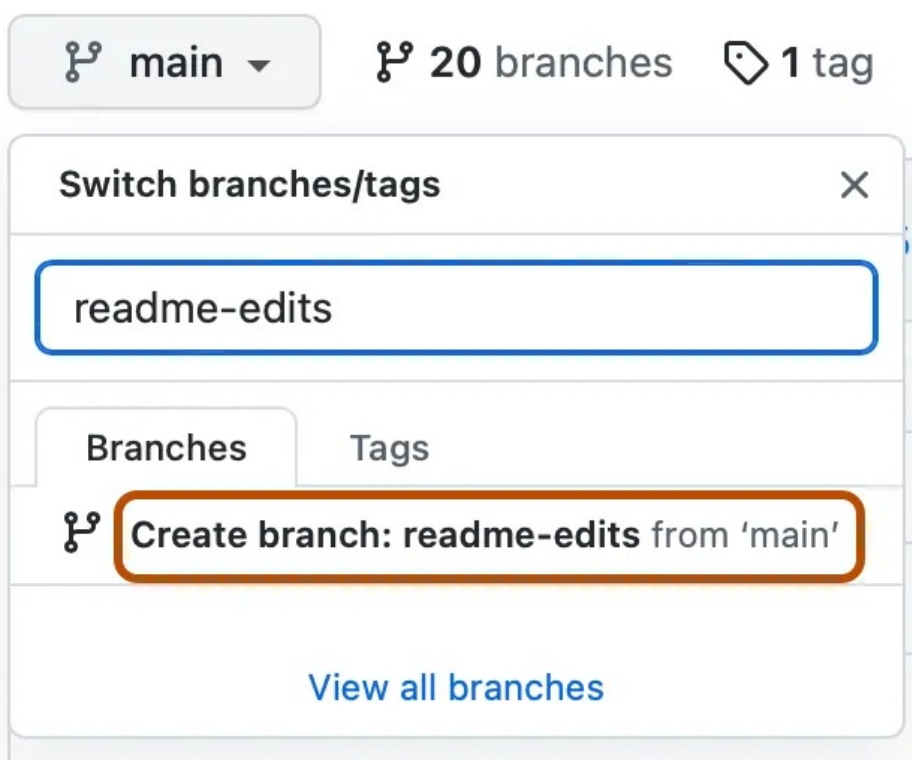 main 20 branches 1 tag
Switch branches/tags
readme-edits
Branches Tags
Create branch: readme-edits from ‘main’
View all branches